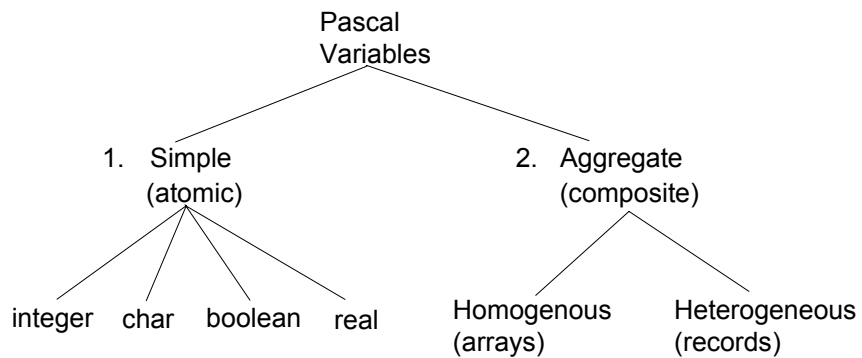 Pascal
Variables
1. Simple
(atomic)
2. Aggregate
(composite)
integer
char
boolean
real
Homogenous
(arrays)
Heterogeneous
(records)